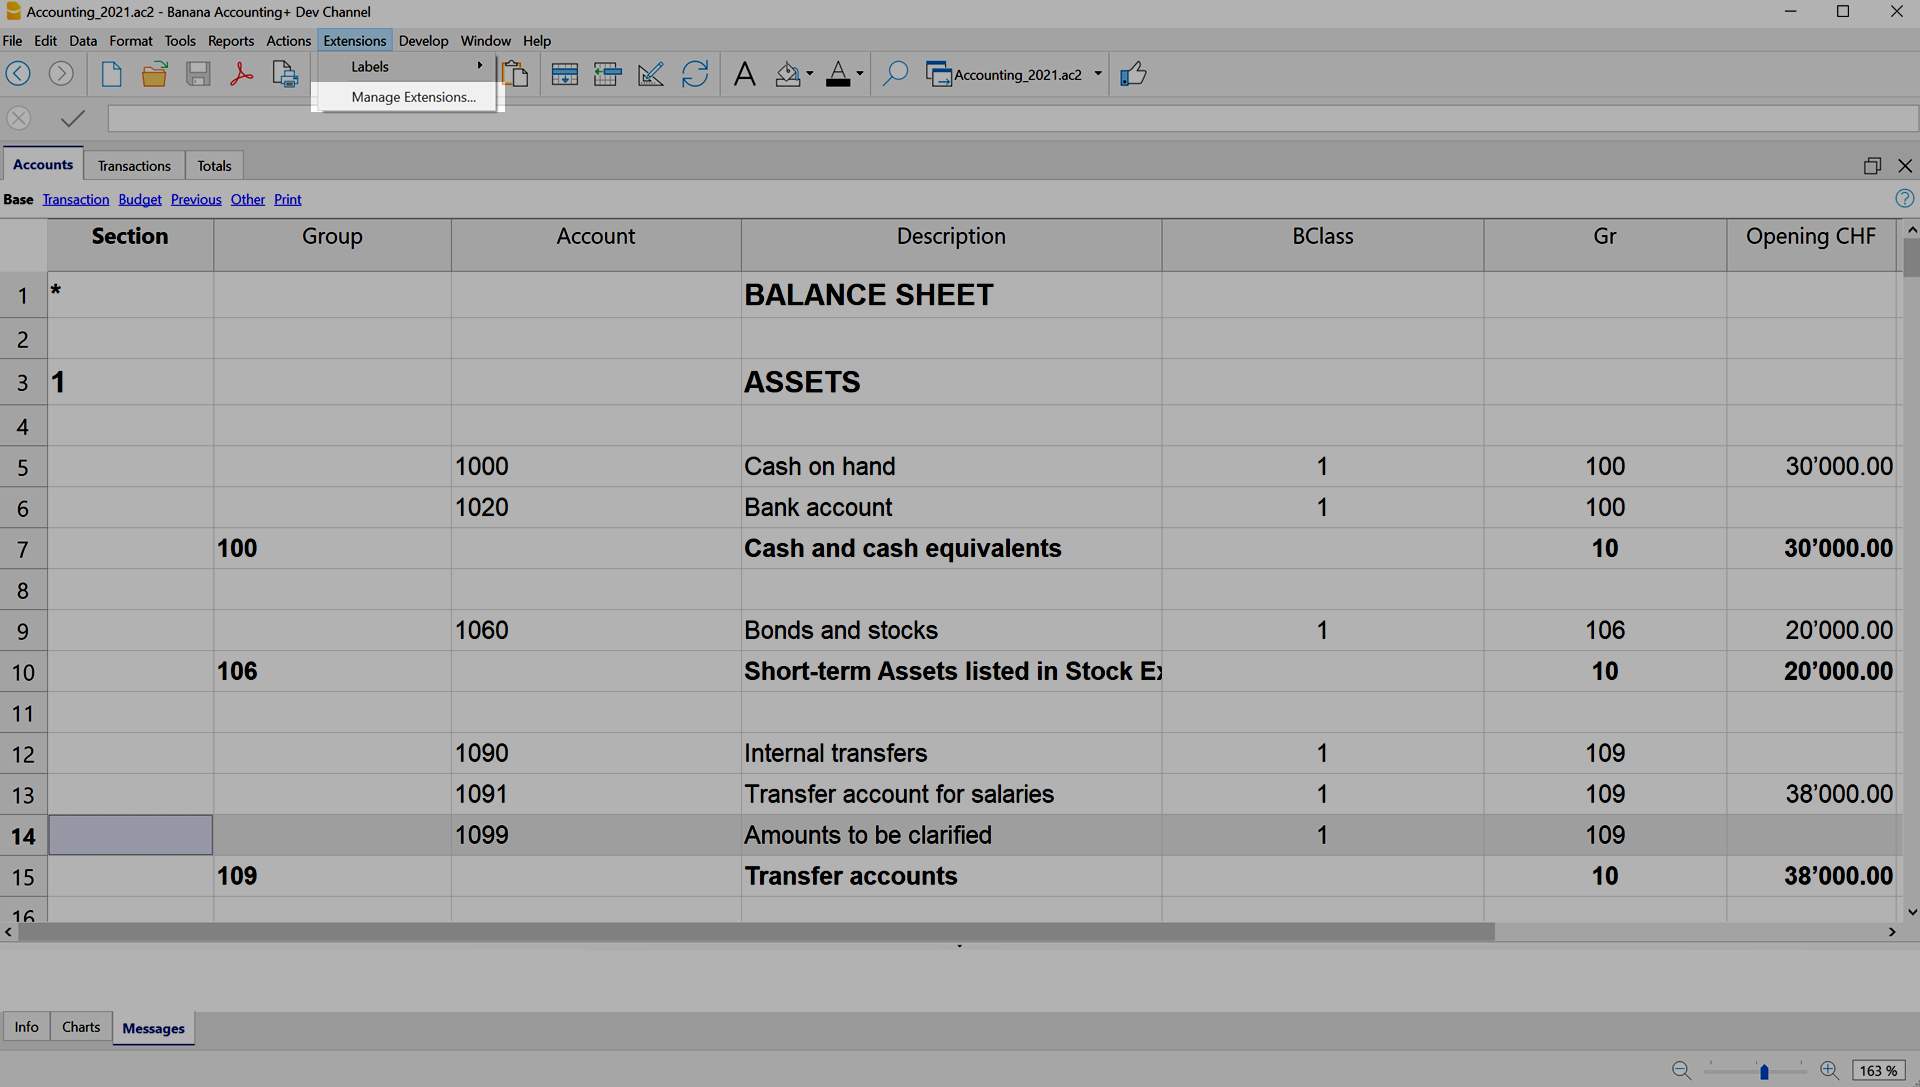 Accounting_2021.ac2 - Banana Accounting+ Dev Channel
File Edit Data Format Tools Reports Actions Extensions Develop Window Help
Labels
Accounting_2021.ac2
Manage Extensions...
Accounts Transactions Totals
Base Transaction Budget Previous Other Print
Section Group Account Description BClass Gr Opening CHF
1 * BALANCE SHEET
2
3 1 ASSETS
4
5 1000 Cash on hand 1 100 30’000.00
6 1020 Bank account 1 100
7 100 Cash and cash equivalents 10 30’000.00
8
9 1060 Bonds and stocks 1 106 20’000.00
10 106 Short-term Assets listed in Stock Ex 10 20’000.00
11
12 1090 Internal transfers 1 109
13 1091 Transfer account for salaries 1 109 38’000.00
14 1099 Amounts to be clarified 1 109
15 109 Transfer accounts 10 38’000.00
16
Info Charts Messages
163 %